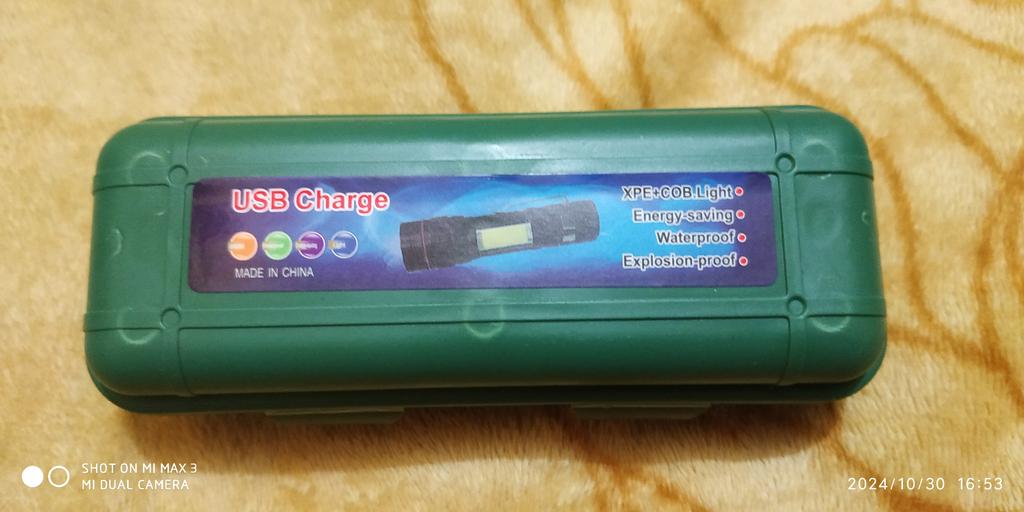 USB Charge
MADE IN CHINA
XPE+COB.Light
Energy-saving
Waterproof
Explosion-proof
SHOT ON MI MAX 3
MI DUAL CAMERA
2024/10/30 16:53